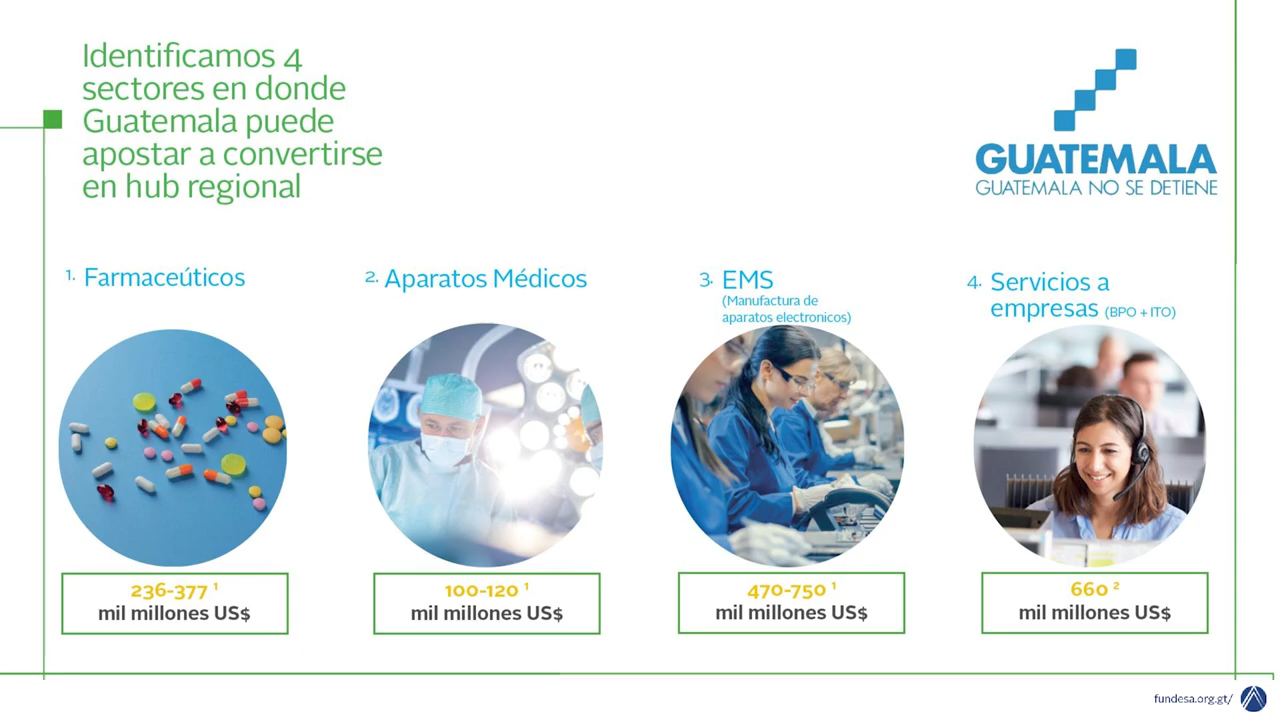 Identificamos 4
sectores en donde
Guatemala puede
apostar a convertirse
en hub regional
GUATEMALA
GUATEMALA NO SE DETIENE
1. Farmaceúticos
2. Aparatos Médicos
3. EMS
(Manufactura de
aparatos electronicos)
4. Servicios a
empresas (BPO + ITO)
236-377 ¹
mil millones US$
100-120 ¹
mil millones US$
470-750 ¹
mil millones US$
660 ²
mil millones US$
fundesa.org.gt/